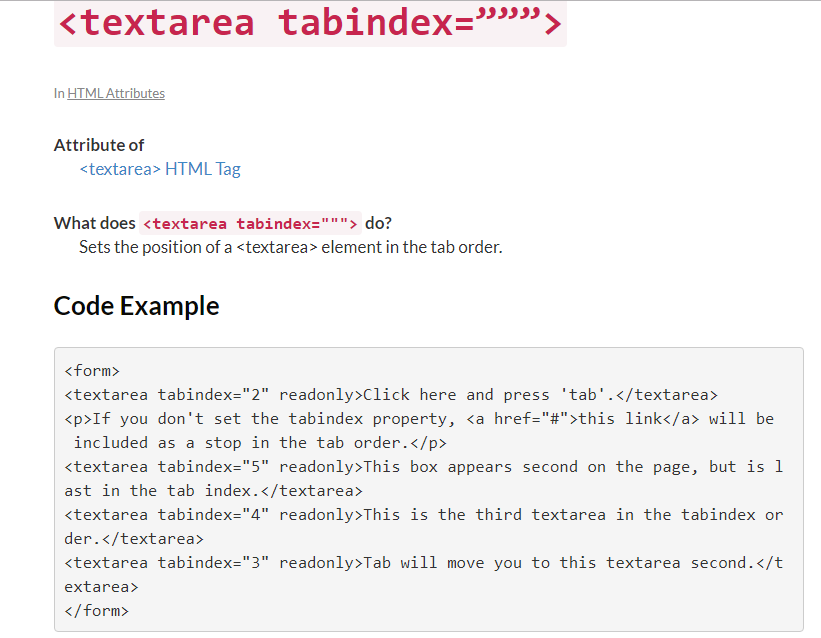 <textarea tabindex=”””>
In HTML Attributes
Attribute of
<textarea> HTML Tag
What does <textarea tabindex="""> do?
Sets the position of a <textarea> element in the tab order.
Code Example
<form>
<textarea tabindex="2" readonly>Click here and press 'tab'.</textarea>
<p>If you don't set the tabindex property, <a href="#">this link</a> will be
included as a stop in the tab order.</p>
<textarea tabindex="5" readonly>This box appears second on the page, but is l
ast in the tab index.</textarea>
<textarea tabindex="4" readonly>This is the third textarea in the tabindex or
der.</textarea>
<textarea tabindex="3" readonly>Tab will move you to this textarea second.</t
extarea>
</form>